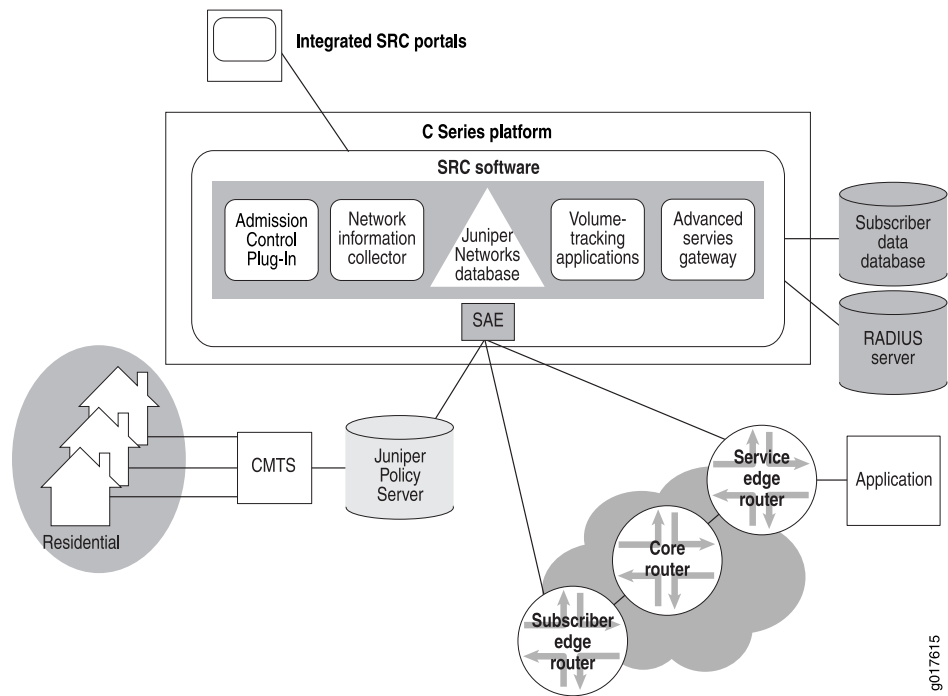 Integrated SRC portals
C Series platform
SRC software
Admission
Control
Plug-In
Network
information
collector
Juniper
Networks
database
Volume-
tracking
applications
Advanced
servies
gateway
Subscriber
data
database
SAE
RADIUS
server
Residential
CMTS
Juniper
Policy
Server
Service
edge
router
Application
Core
router
Subscriber
edge
router
g017615